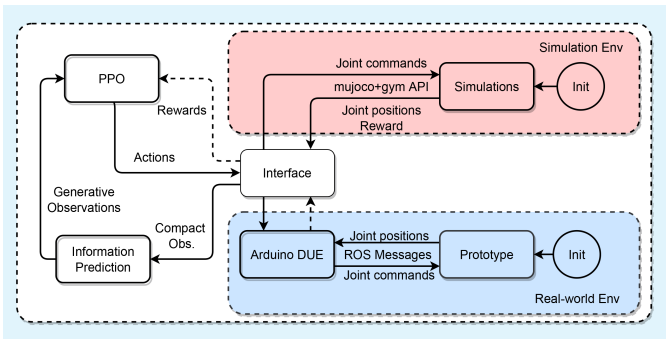 Simulation Env
Joint commands
PPO
mujoco+gym API
Simulations
Init
Rewards
Joint positions
Reward
Actions
Interface
Generative
Observations
Compact
Obs.
Information
Prediction
Arduino DUE
Joint positions
ROS Messages
Joint commands
Prototype
Init
Real-world Env